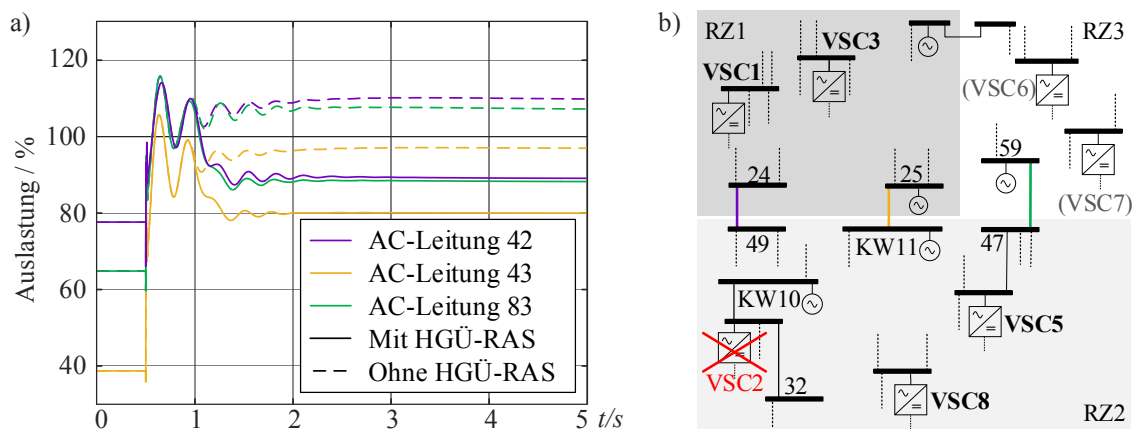 a)
Auslastung / %
120
100
80
60
40
0
1
2
3
4
5
t/s
AC-Leitung 42
AC-Leitung 43
AC-Leitung 83
Mit HGÜ-RAS
Ohne HGÜ-RAS
b)
RZ1
VSC3
RZ3
VSC1
(VSC6)
24
25
59
(VSC7)
49
KW11
47
KW10
VSC5
VSC2
32
VSC8
RZ2